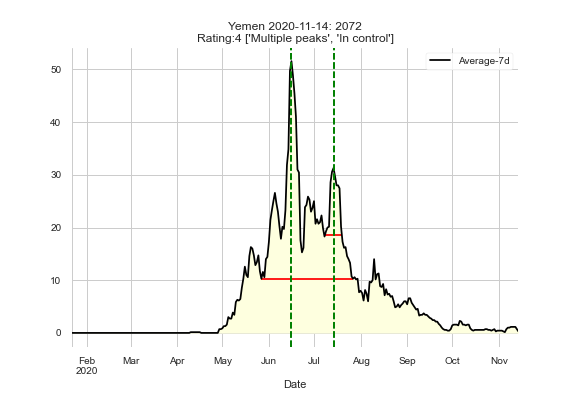 Yemen 2020-11-14: 2072
Rating:4 ['Multiple peaks', 'In control']
Average-7d
50
40
30
20
10
0
Feb Mar Apr May Jun Jul Aug Sep Oct Nov
2020
Date